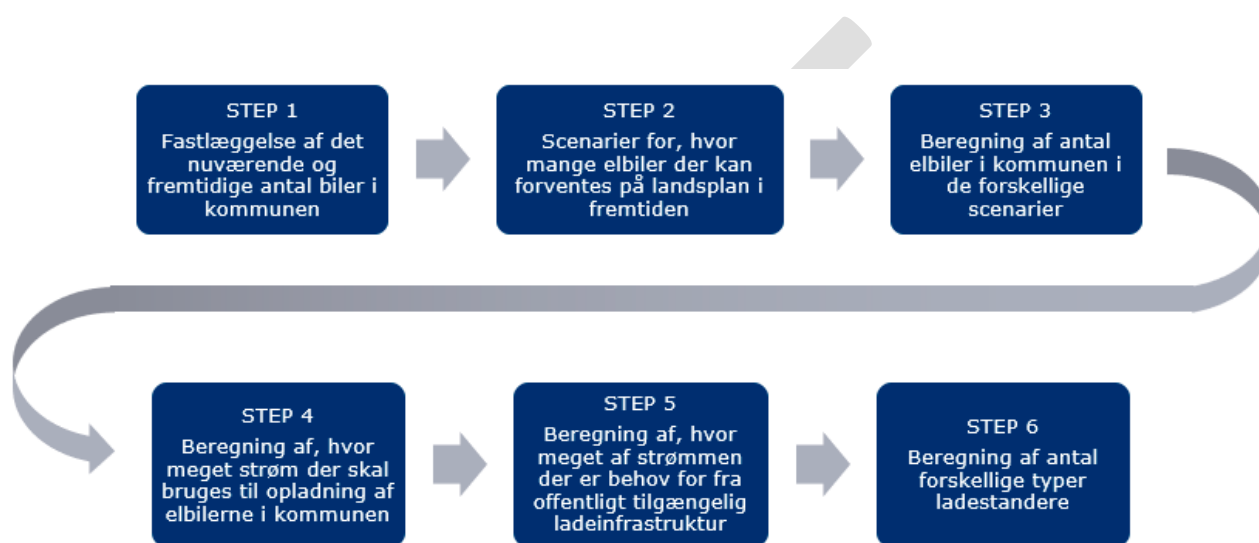 STEP 1
Fastlæggelse af det
nuværende og
fremtidige antal biler i
kommunen
STEP 2
Scenarier for, hvor
mange elbiler der kan
forventes på landsplan i
fremtiden
STEP 3
Beregning af antal
elbiler i kommunen i
de forskellige
scenarier
STEP 4
Beregning af, hvor
meget strøm der skal
bruges til opladning af
elbilerne i kommunen
STEP 5
Beregning af, hvor
meget af strømmen
der er behov for fra
offentligt tilgængelig
ladeinfrastruktur
STEP 6
Beregning af antal
forskellige typer
ladestandere